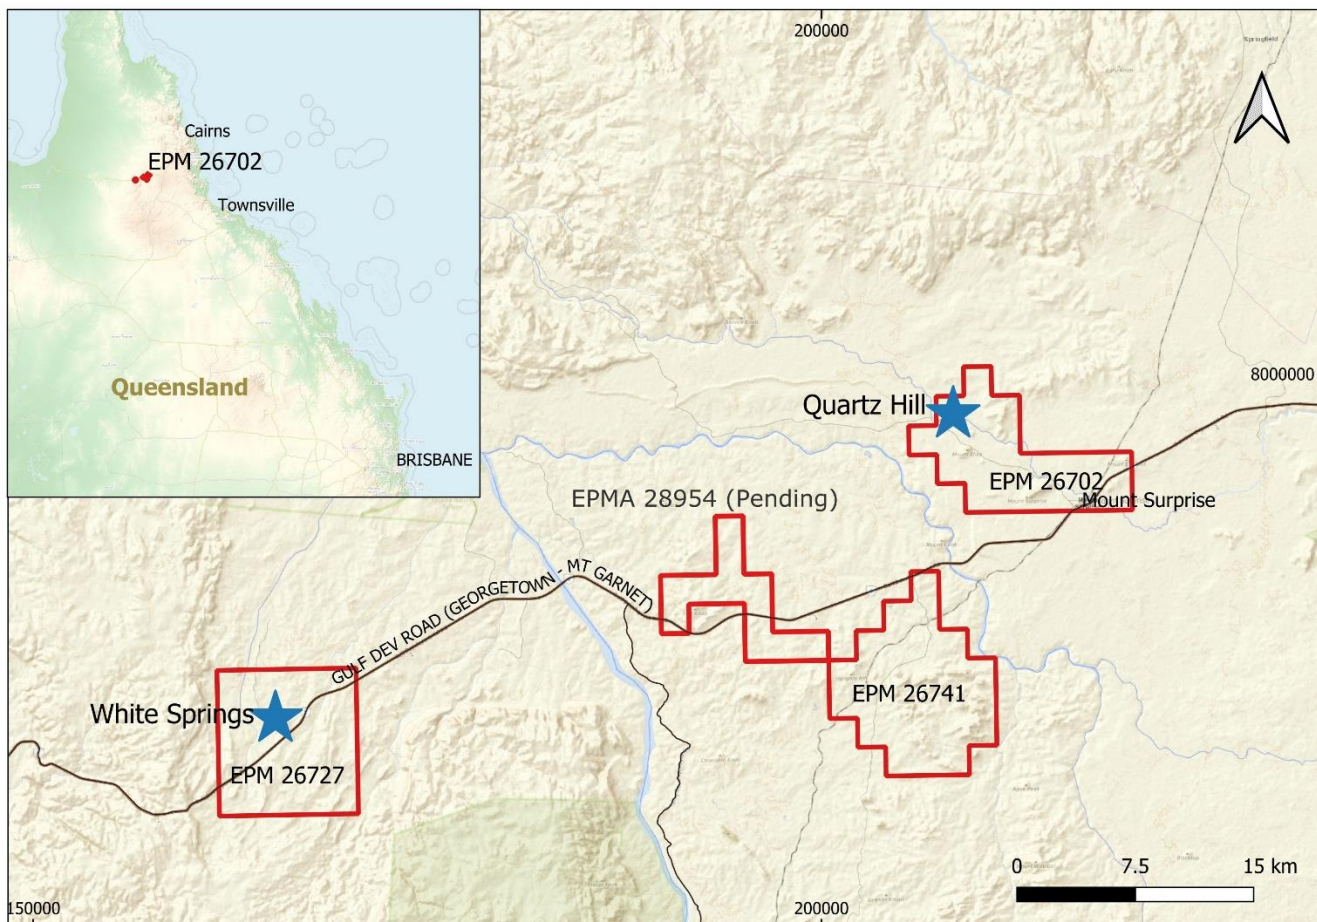 200000
Springfield
Cairns
EPM 26702
Townsville
Queensland
BRISBANE
8000000
Quartz Hill
EPM 26702
Mount Surprise
EPMA 28954 (Pending)
GULF DEV ROAD (GEORGETOWN - MT GARNET)
EPM 26741
White Springs
EPM 26727
0 7.5 15 km
150000
200000